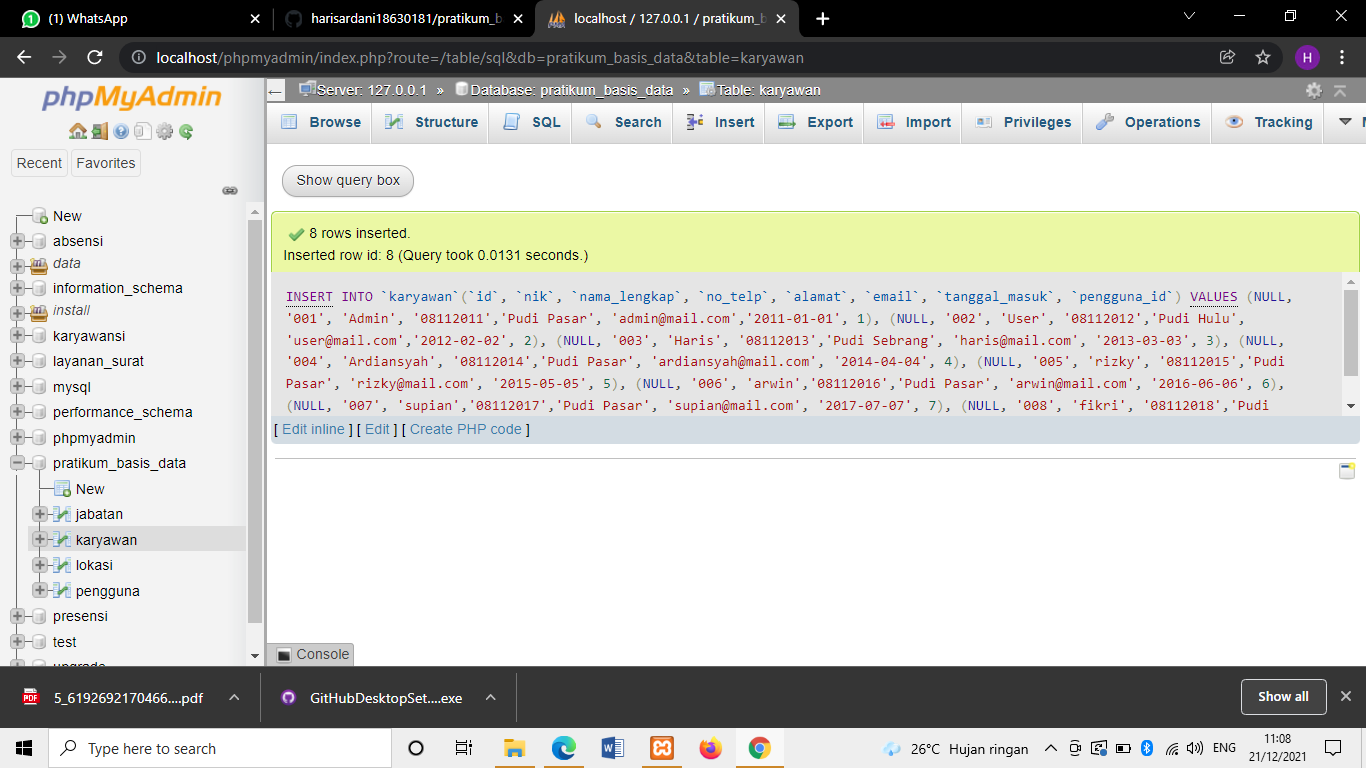 (1) WhatsApp
harisardani18630181/pratikum_b
localhost / 127.0.0.1 / pratikum_b
localhost/phpmyadmin/index.php?route=/table/sql&db=pratikum_basis_data&table=karyawan
H
phpMyAdmin
Recent Favorites
New
absensi
data
information_schema
install
karyawansi
layanan_surat
mysql
performance_schema
phpmyadmin
pratikum_basis_data
New
jabatan
karyawan
lokasi
pengguna
presensi
test
upgrade
Server: 127.0.0.1 » Database: pratikum_basis_data » Table: karyawan
Browse Structure SQL Search Insert Export Import Privileges Operations Tracking
Show query box
8 rows inserted.
Inserted row id: 8 (Query took 0.0131 seconds.)
INSERT INTO `karyawan`(`id`, `nik`, `nama_lengkap`, `no_telp`, `alamat`, `email`, `tanggal_masuk`, `pengguna_id`) VALUES (NULL,
'001', 'Admin', '08112011','Pudi Pasar', 'admin@mail.com','2011-01-01', 1), (NULL, '002', 'User', '08112012','Pudi Hulu',
'user@mail.com','2012-02-02', 2), (NULL, '003', 'Haris', '08112013','Pudi Sebrang', 'haris@mail.com', '2013-03-03', 3), (NULL,
'004', 'Ardiansyah', '08112014','Pudi Pasar', 'ardiansyah@mail.com', '2014-04-04', 4), (NULL, '005', 'rizky', '08112015','Pudi
Pasar', 'rizky@mail.com', '2015-05-05', 5), (NULL, '006', 'arwin','08112016','Pudi Pasar', 'arwin@mail.com', '2016-06-06', 6),
(NULL, '007', 'supian','08112017','Pudi Pasar', 'supian@mail.com', '2017-07-07', 7), (NULL, '008', 'fikri', '08112018','Pudi
[ Edit inline ] [ Edit ] [ Create PHP code ]
Console
5_6192692170466....pdf
GitHubDesktopSet....exe
Show all
Type here to search
26°C Hujan ringan
ENG
11:08
21/12/2021